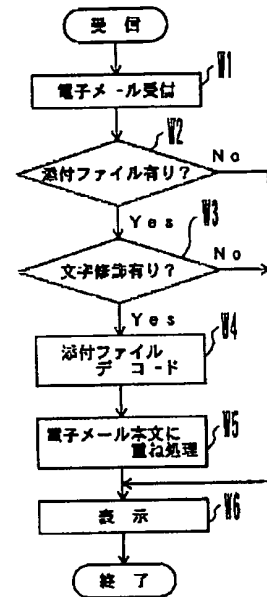 受信
W1
電子メール受信
W2
添付ファイル有り？
No
Yes
W3
文字修飾有り？
No
Yes
W4
添付ファイル
デコード
W5
電子メール本文に
重ね処理
W6
表示
終了